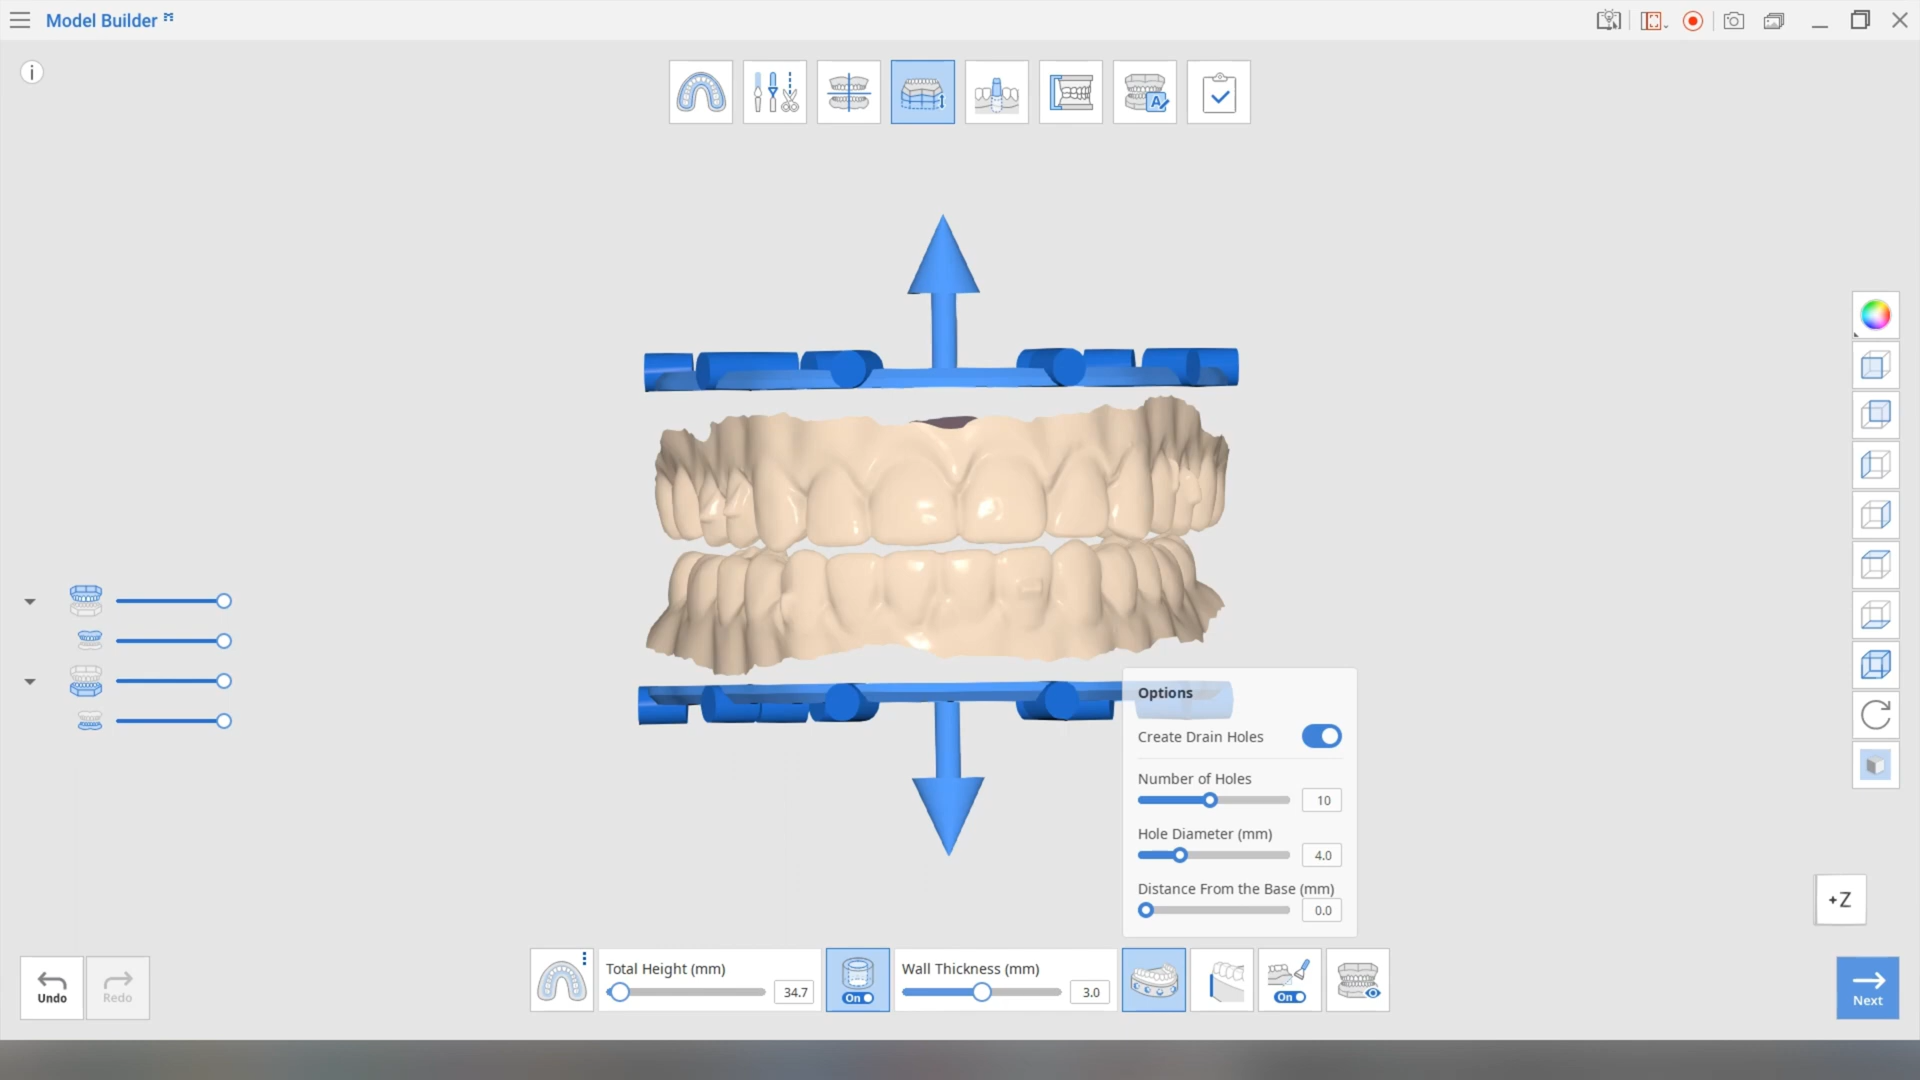 Model Builder
i
A
Options
Create Drain Holes
Number of Holes
10
Hole Diameter (mm)
4.0
Distance From the Base (mm)
0.0
+Z
Undo
Redo
Total Height (mm)
34.7
On
Wall Thickness (mm)
3.0
On
Next